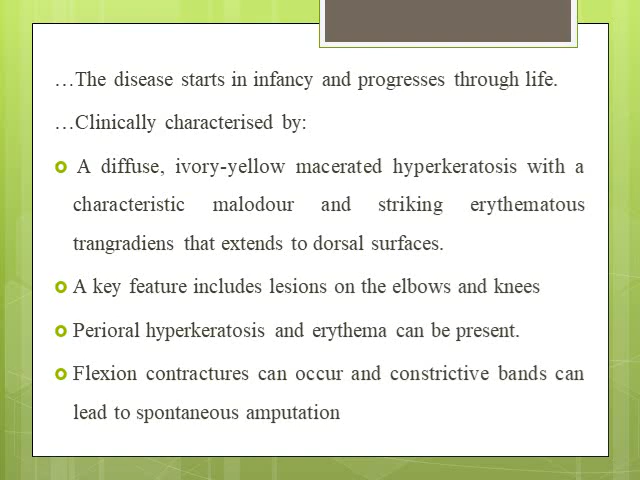 …The disease starts in infancy and progresses through life.
…Clinically characterised by:
A diffuse, ivory-yellow macerated hyperkeratosis with a
characteristic malodour and striking erythematous
trangradiens that extends to dorsal surfaces.
A key feature includes lesions on the elbows and knees
Perioral hyperkeratosis and erythema can be present.
Flexion contractures can occur and constrictive bands can
lead to spontaneous amputation